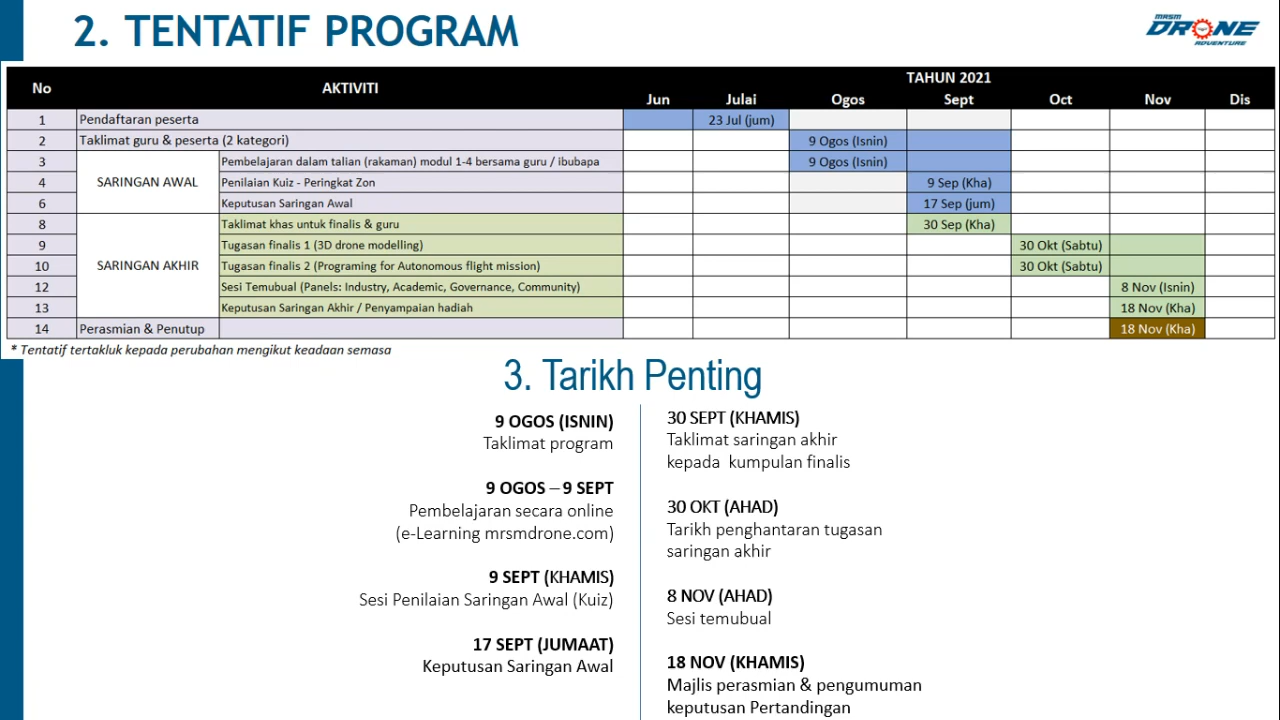 2. TENTATIF PROGRAM
MRSM
DRONE
ADVENTURE
No AKTIVITI TAHUN 2021
Jun Julai Ogos Sept Oct Nov Dis
1 Pendaftaran peserta 23 Jul (jum)
2 Taklimat guru & peserta (2 kategori) 9 Ogos (Isnin)
3 Pembelajaran dalam talian (rakaman) modul 1-4 bersama guru / ibubapa 9 Ogos (Isnin)
4 SARINGAN AWAL Penilaian Kuiz - Peringkat Zon 9 Sep (Kha)
6 Keputusan Saringan Awal 17 Sep (jum)
8 Taklimat khas untuk finalis & guru 30 Sep (Kha)
9 Tugasan finalis 1 (3D drone modelling) 30 Okt (Sabtu)
10 SARINGAN AKHIR Tugasan finalis 2 (Programing for Autonomous flight mission) 30 Okt (Sabtu)
12 Sesi Temubual (Panels: Industry, Academic, Governance, Community) 8 Nov (Isnin)
13 Keputusan Saringan Akhir / Penyampaian hadiah 18 Nov (Kha)
14 Perasmian & Penutup 18 Nov (Kha)
* Tentatif tertakluk kepada perubahan mengikut keadaan semasa
3. Tarikh Penting
9 OGOS (ISNIN)
Taklimat program
9 OGOS – 9 SEPT
Pembelajaran secara online
(e-Learning mrsmdrone.com)
9 SEPT (KHAMIS)
Sesi Penilaian Saringan Awal (Kuiz)
17 SEPT (JUMAAT)
Keputusan Saringan Awal
30 SEPT (KHAMIS)
Taklimat saringan akhir
kepada kumpulan finalis
30 OKT (AHAD)
Tarikh penghantaran tugasan
saringan akhir
8 NOV (AHAD)
Sesi temubual
18 NOV (KHAMIS)
Majlis perasmian & pengumuman
keputusan Pertandingan